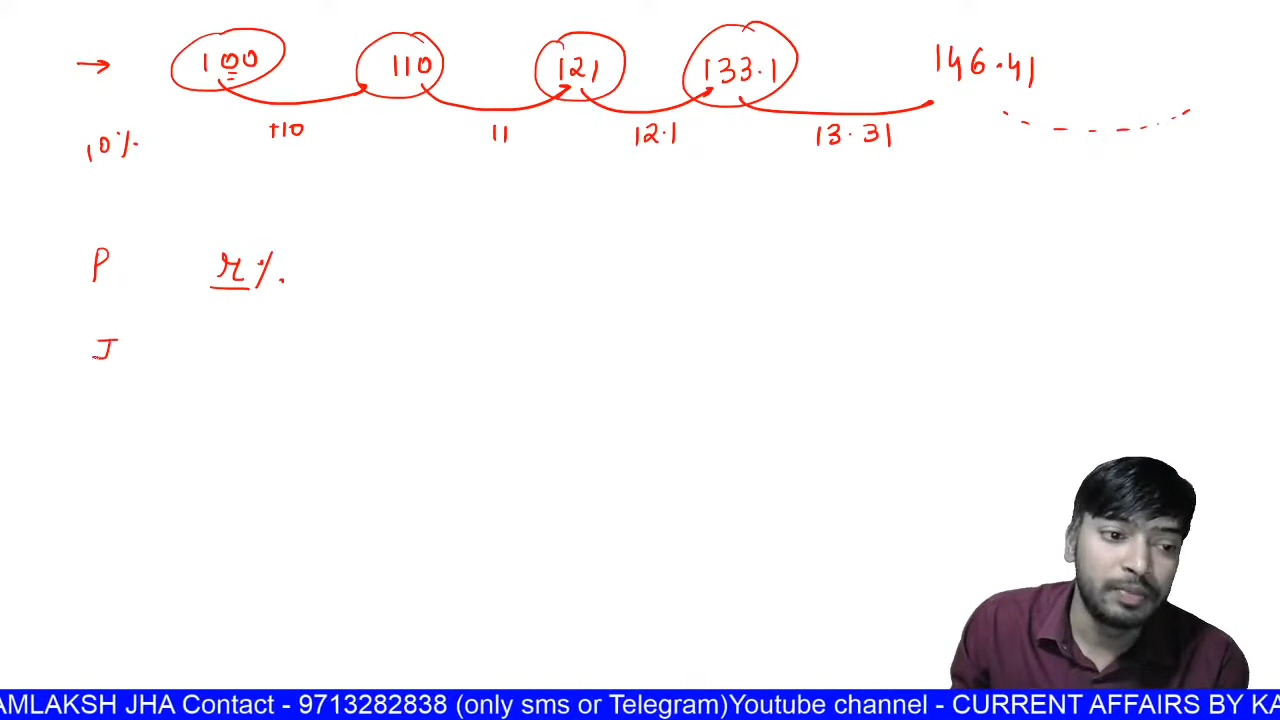 → 100 110 121 133.1 146.41
10% +10 11 12.1 13.31
P r%.
I
AMLAKSH JHA Contact - 9713282838 (only sms or Telegram)Youtube channel - CURRENT AFFAIRS BY KA